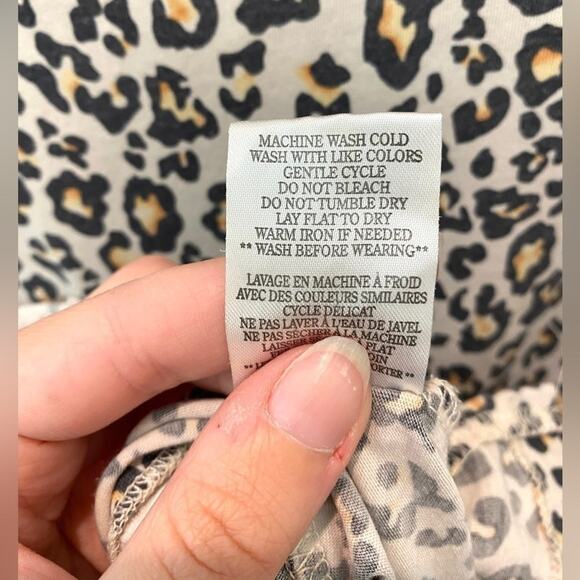 MACHINE WASH COLD
WASH WITH LIKE COLORS
GENTLE CYCLE
DO NOT BLEACH
DO NOT TUMBLE DRY
LAY FLAT TO DRY
WARM IRON IF NEEDED
** WASH BEFORE WEARING**
LAVAGE EN MACHINE À FROID
AVEC DES COULEURS SIMILAIRES
CYCLE DÉLICAT
NE PAS LAVER À L'EAU DE JAVEL
NE PAS SÉCHER À LA MACHINE
PLAT
**